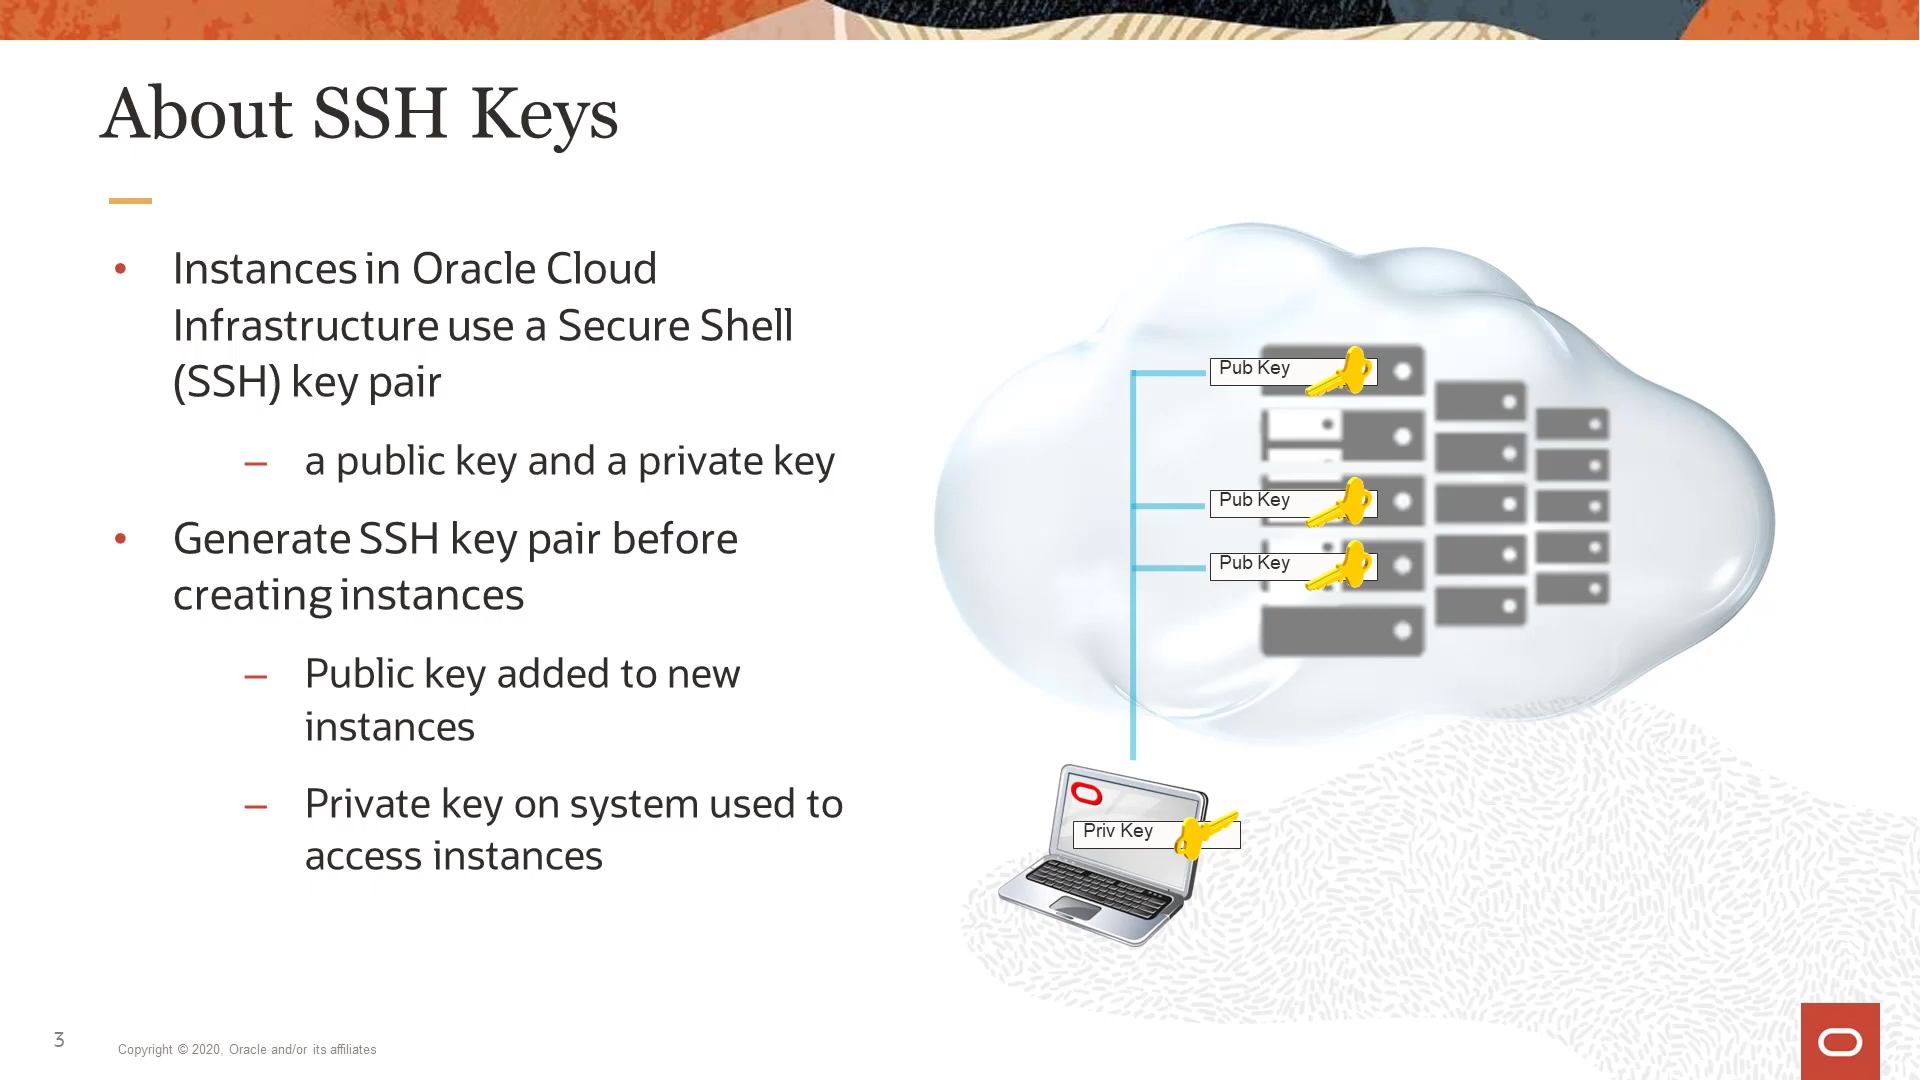 About SSH Keys
• Instances in Oracle Cloud
Infrastructure use a Secure Shell
(SSH) key pair
– a public key and a private key
• Generate SSH key pair before
creating instances
– Public key added to new
instances
– Private key on system used to
access instances
Pub Key
Pub Key
Pub Key
Priv Key
3
Copyright © 2020, Oracle and/or its affiliates